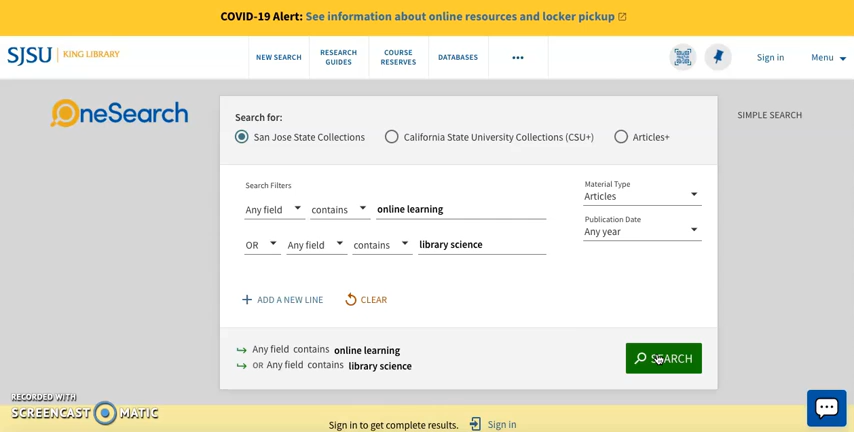 COVID-19 Alert: See information about online resources and locker pickup
SJSU KING LIBRARY
NEW SEARCH
RESEARCH
GUIDES
COURSE
RESERVES
DATABASES
•••
Sign in
Menu
OneSearch
Search for:
San Jose State Collections
California State University Collections (CSU+)
Articles+
SIMPLE SEARCH
Search Filters
Any field contains online learning
OR Any field contains library science
Material Type
Articles
Publication Date
Any year
+ ADD A NEW LINE
CLEAR
Any field contains online learning
OR Any field contains library science
SEARCH
RECORDED WITH
SCREENCAST MATIC
Sign in to get complete results. Sign in